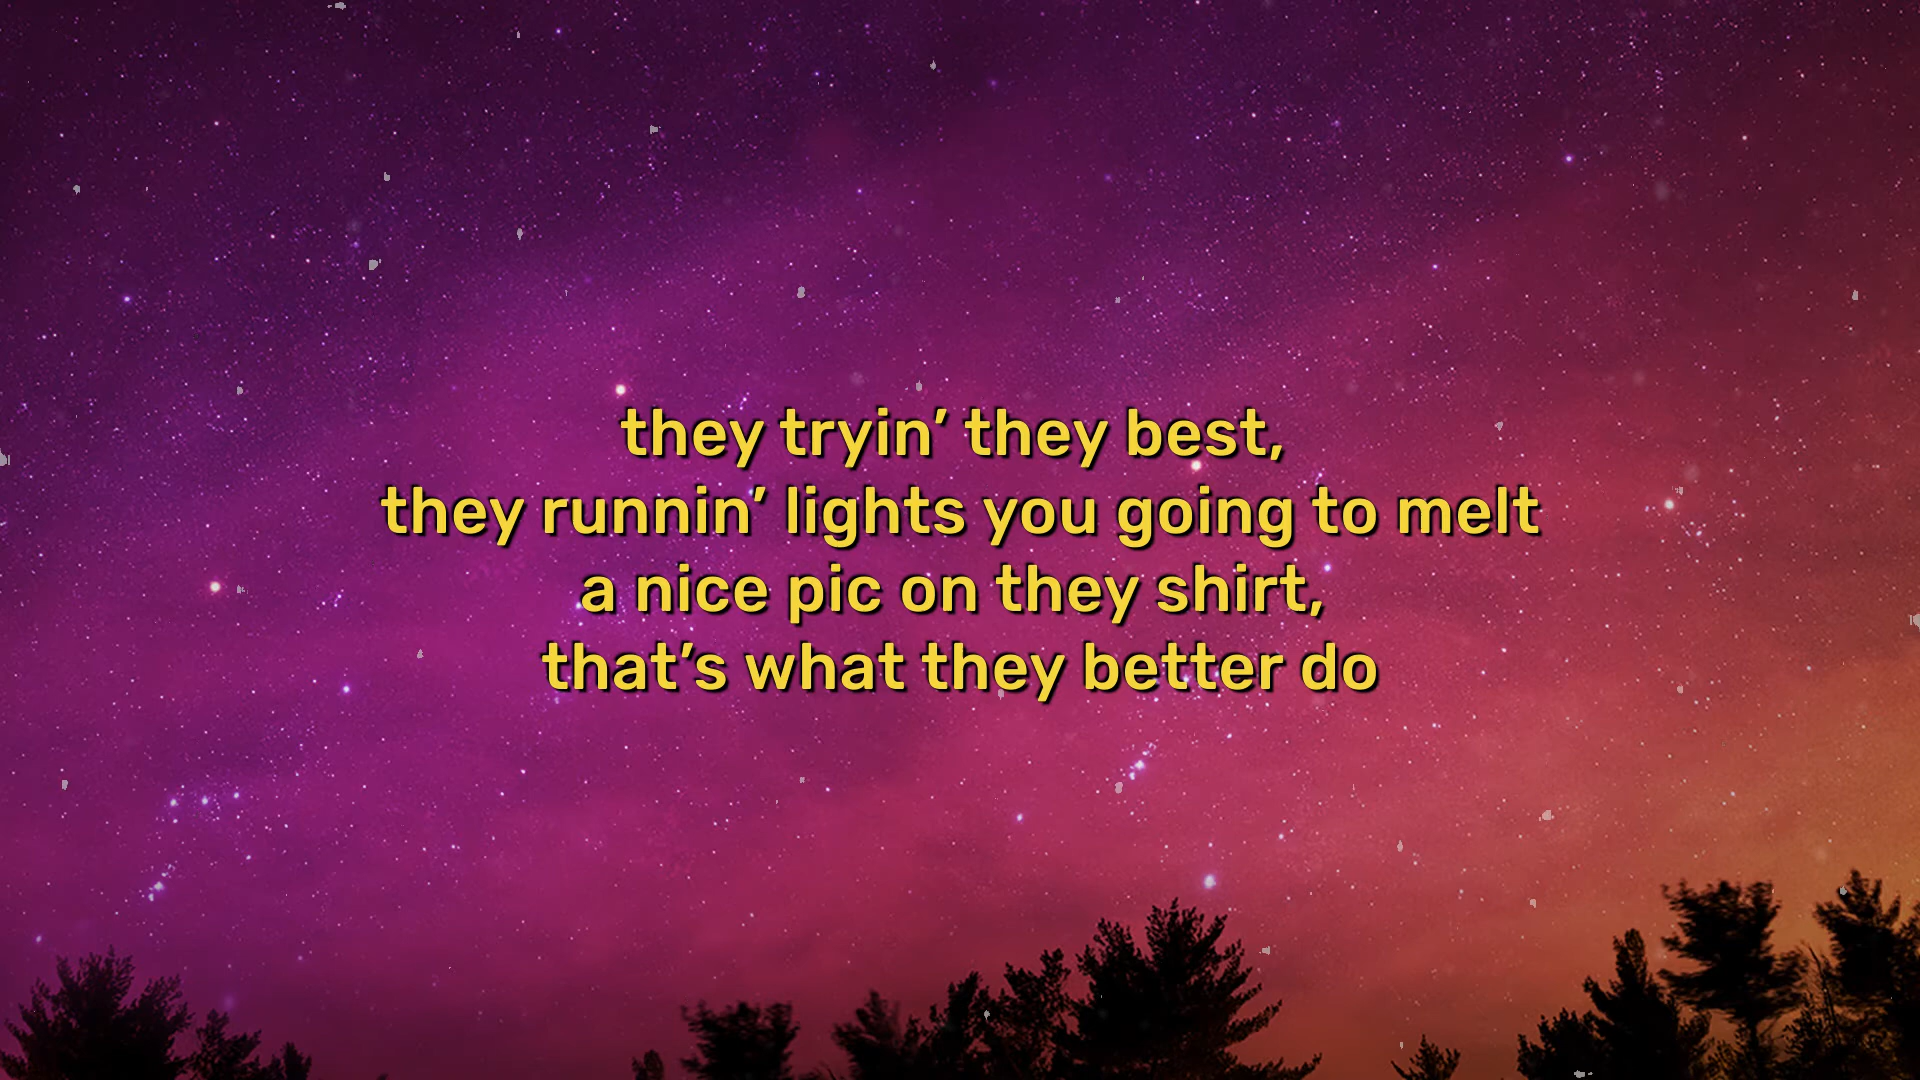 they tryin’ they best,
they runnin’ lights you going to melt
a nice pic on they shirt,
that’s what they better do